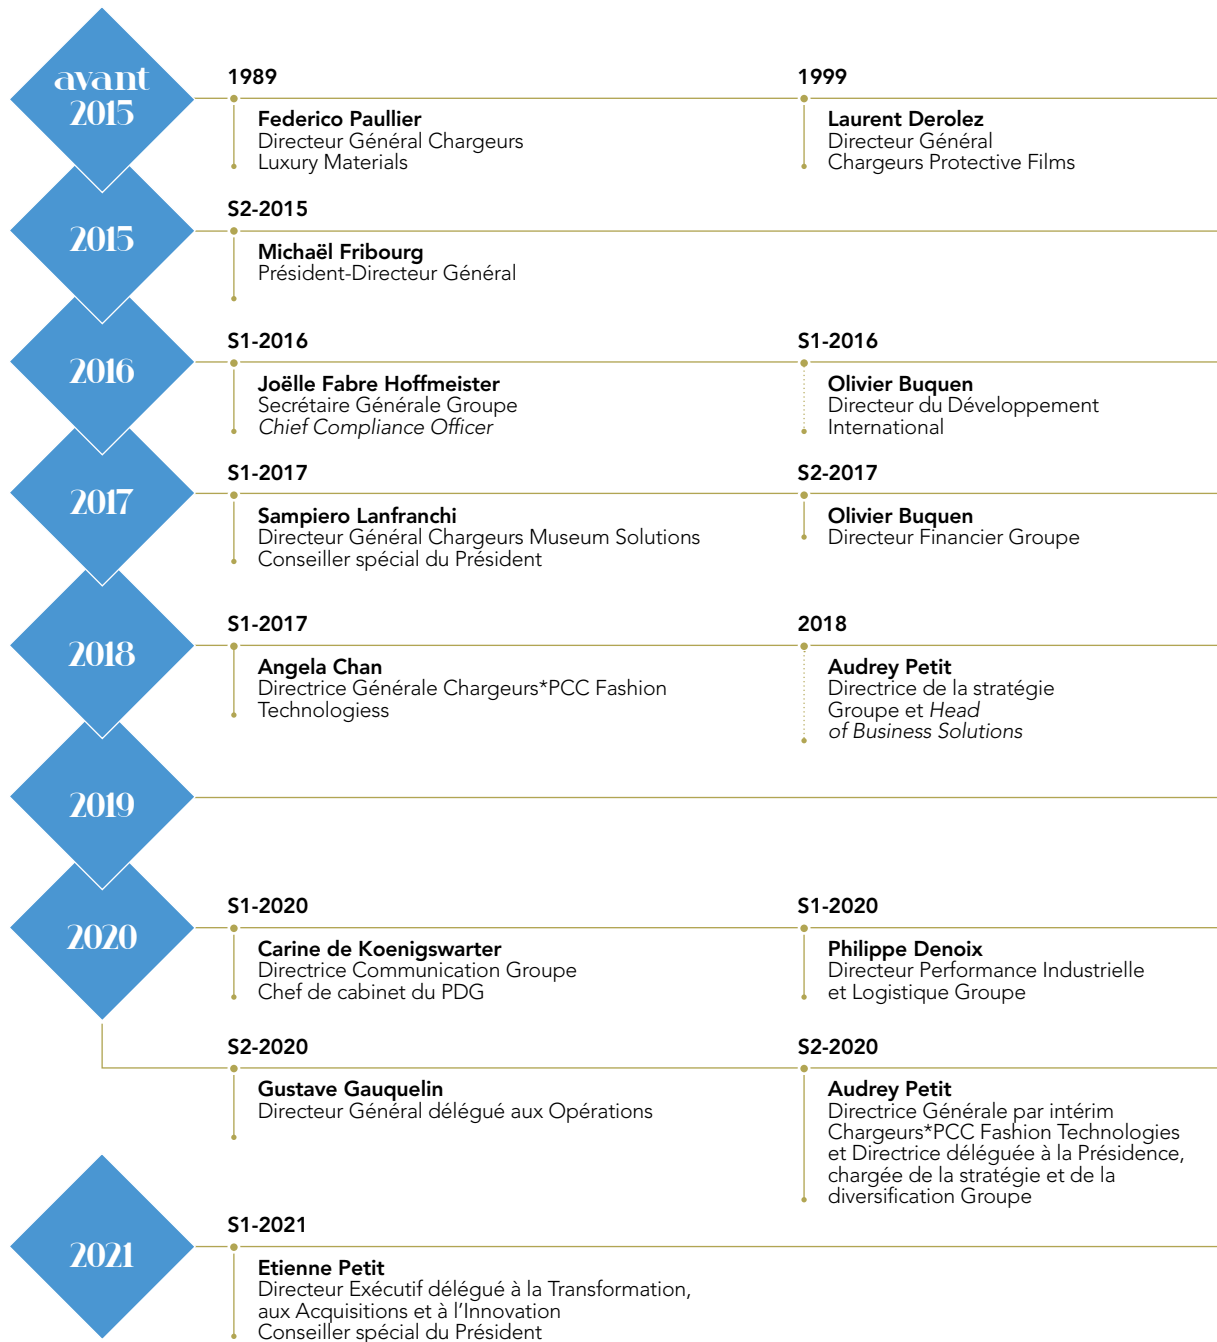 avant
2015
1989
Federico Paullier
Directeur Général Chargeurs
Luxury Materials
1999
Laurent Derolez
Directeur Général
Chargeurs Protective Films
2015
S2-2015
Michaël Fribourg
Président-Directeur Général
2016
S1-2016
Joëlle Fabre Hoffmeister
Secrétaire Générale Groupe
Chief Compliance Officer
S1-2016
Olivier Buquen
Directeur du Développement
International
2017
S1-2017
Sampiero Lanfranchi
Directeur Général Chargeurs Museum Solutions
Conseiller spécial du Président
S2-2017
Olivier Buquen
Directeur Financier Groupe
2018
S1-2017
Angela Chan
Directrice Générale Chargeurs*PCC Fashion
Technologiess
2018
Audrey Petit
Directrice de la stratégie
Groupe et Head
of Business Solutions
2019
2020
S1-2020
Carine de Koenigswarter
Directrice Communication Groupe
Chef de cabinet du PDG
S1-2020
Philippe Denoix
Directeur Performance Industrielle
et Logistique Groupe
S2-2020
Gustave Gauquelin
Directeur Général délégué aux Opérations
S2-2020
Audrey Petit
Directrice Générale par intérim
Chargeurs*PCC Fashion Technologies
et Directrice déléguée à la Présidence,
chargée de la stratégie et de la
diversification Groupe
2021
S1-2021
Etienne Petit
Directeur Exécutif délégué à la Transformation,
aux Acquisitions et à l'Innovation
Conseiller spécial du Président